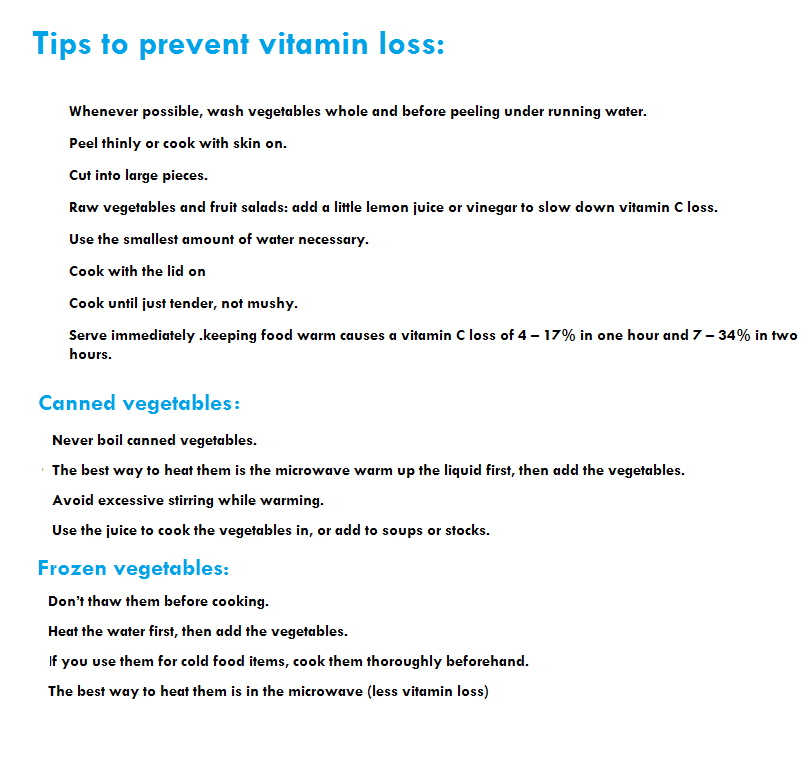 Tips to prevent vitamin loss:
Whenever possible, wash vegetables whole and before peeling under running water.
Peel thinly or cook with skin on.
Cut into large pieces.
Raw vegetables and fruit salads: add a little lemon juice or vinegar to slow down vitamin C loss.
Use the smallest amount of water necessary.
Cook with the lid on
Cook until just tender, not mushy.
Serve immediately .keeping food warm causes a vitamin C loss of 4 – 17% in one hour and 7 – 34% in two
hours.
Canned vegetables:
Never boil canned vegetables.
The best way to heat them is the microwave warm up the liquid first, then add the vegetables.
Avoid excessive stirring while warming.
Use the juice to cook the vegetables in, or add to soups or stocks.
Frozen vegetables:
Don't thaw them before cooking.
Heat the water first, then add the vegetables.
If you use them for cold food items, cook them thoroughly beforehand.
The best way to heat them is in the microwave (less vitamin loss)